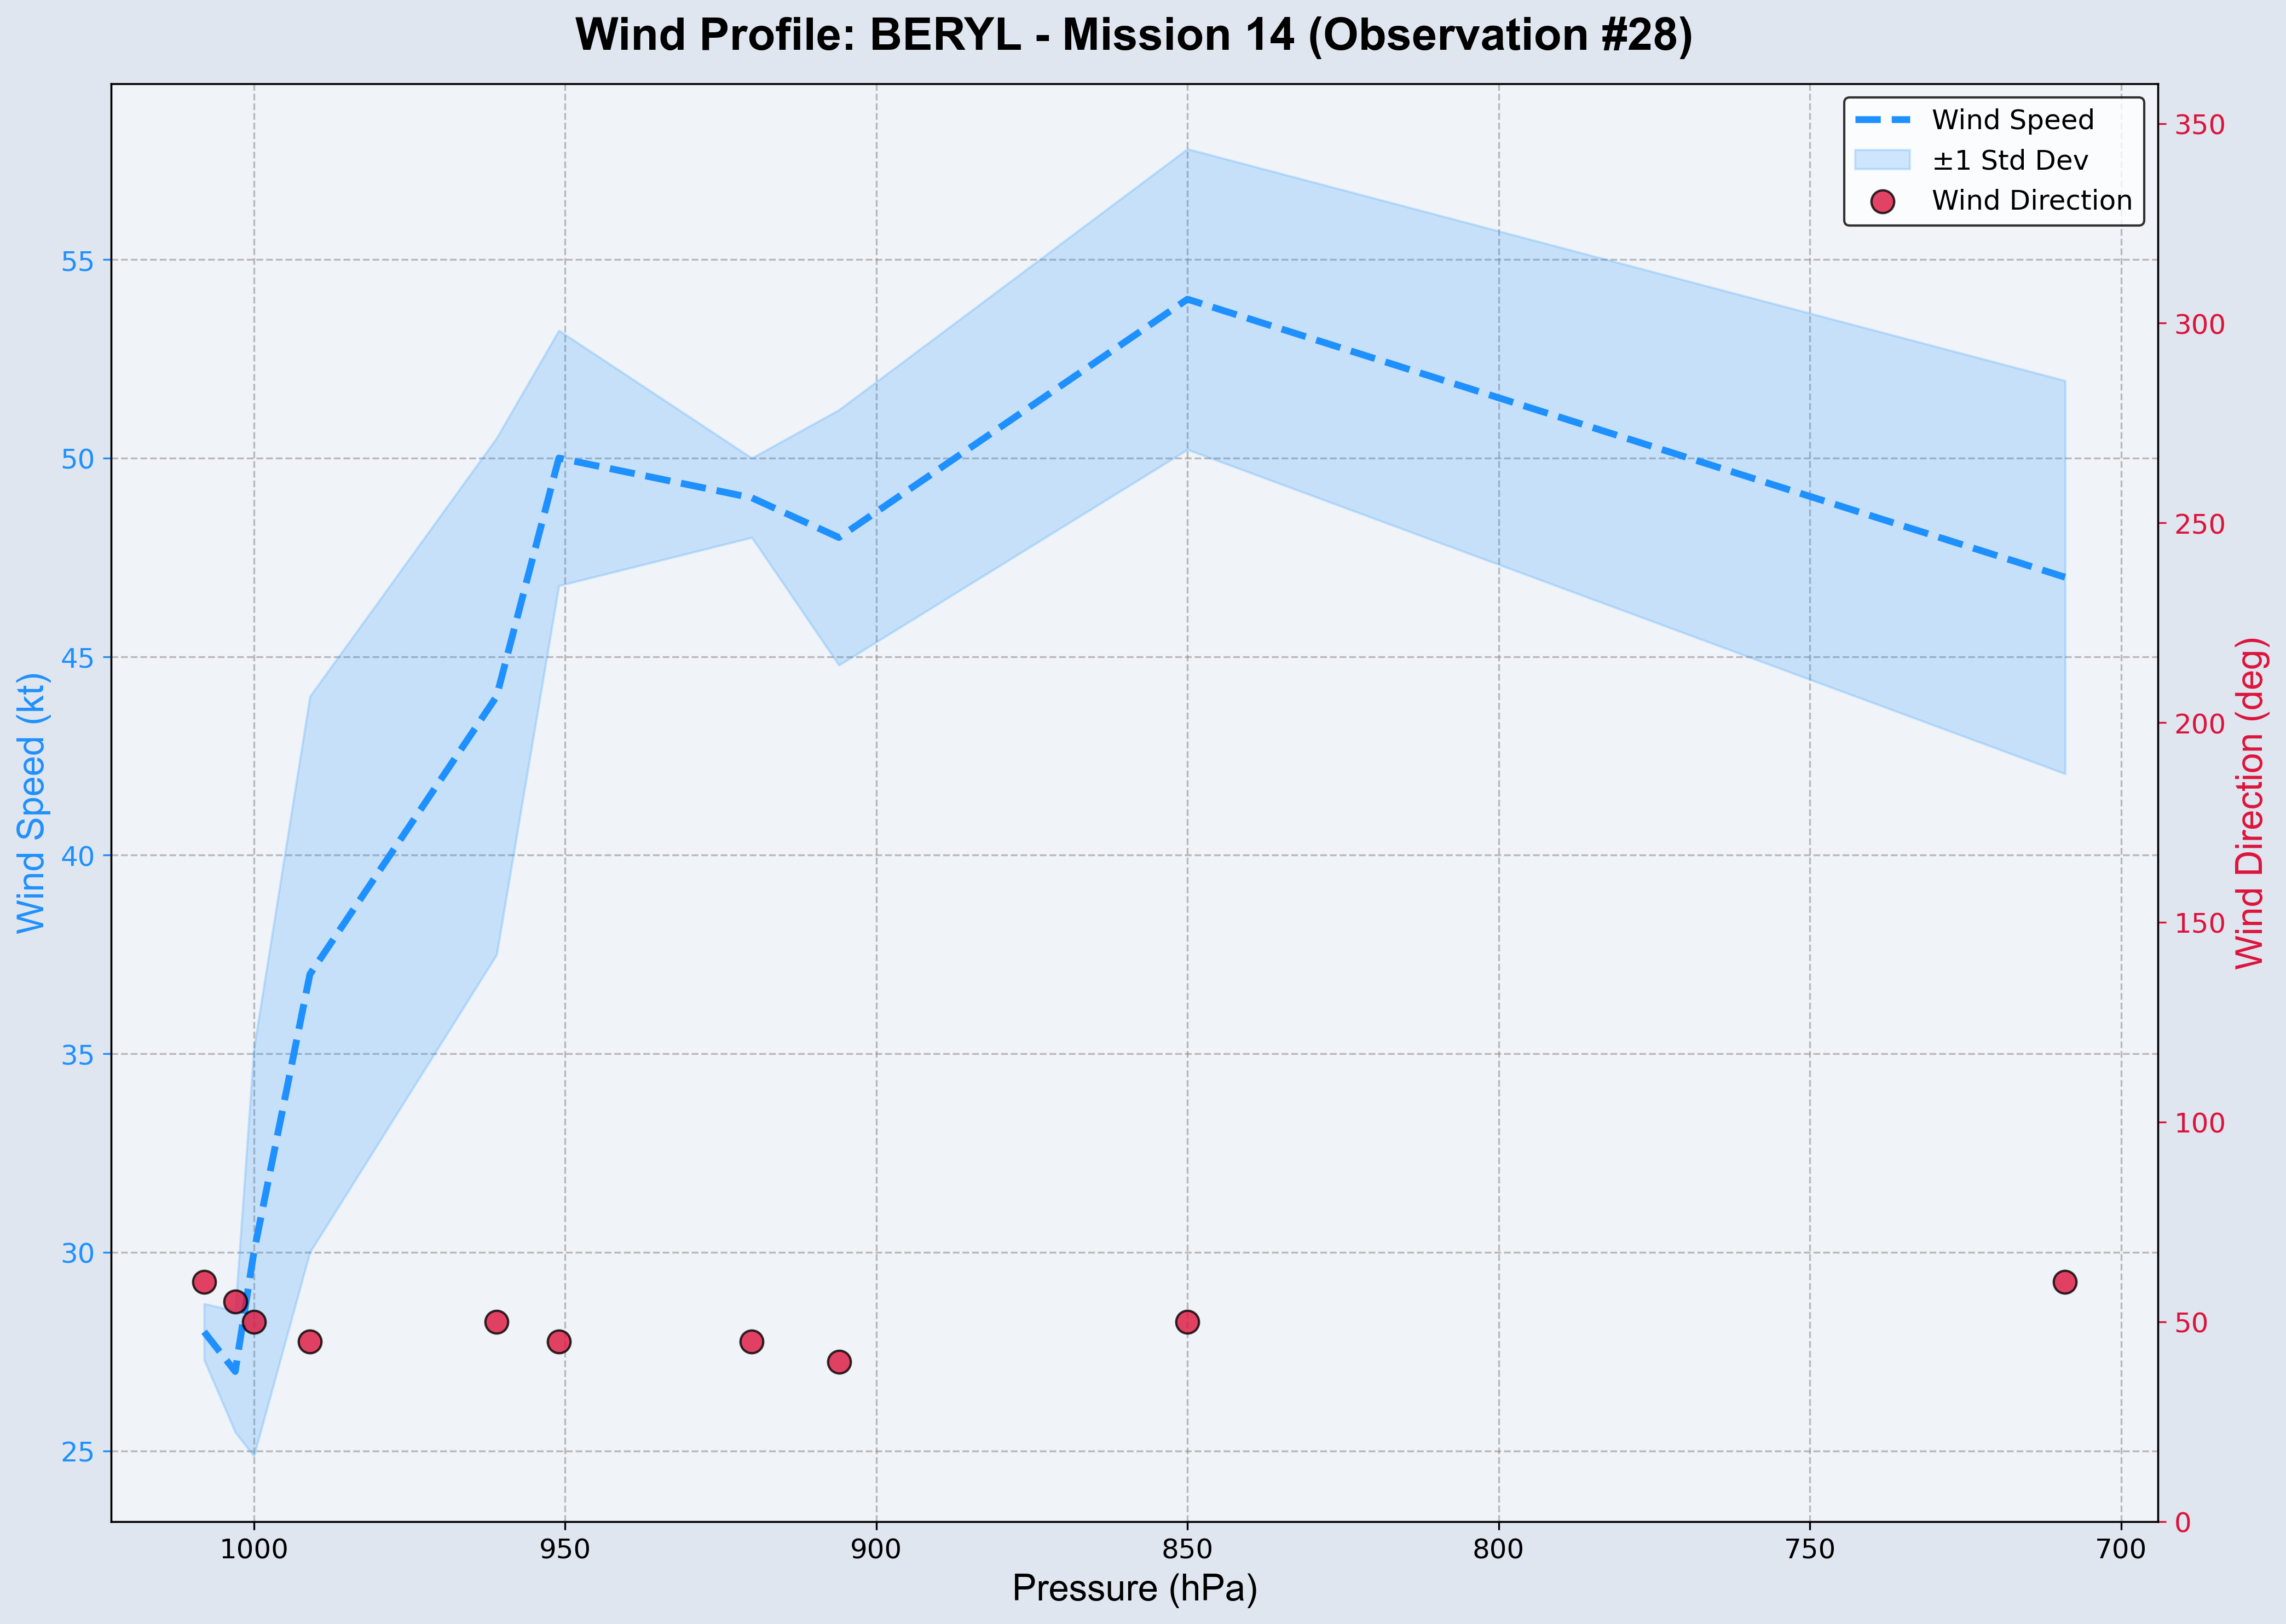 Wind Profile: BERYL - Mission 14 (Observation #28)
Wind Speed
±1 Std Dev
Wind Direction
Wind Speed (kt)
55
50
45
40
35
30
25
350
300
250
200
150
100
50
0
Wind Direction (deg)
1000 950 900 850 800 750 700
Pressure (hPa)